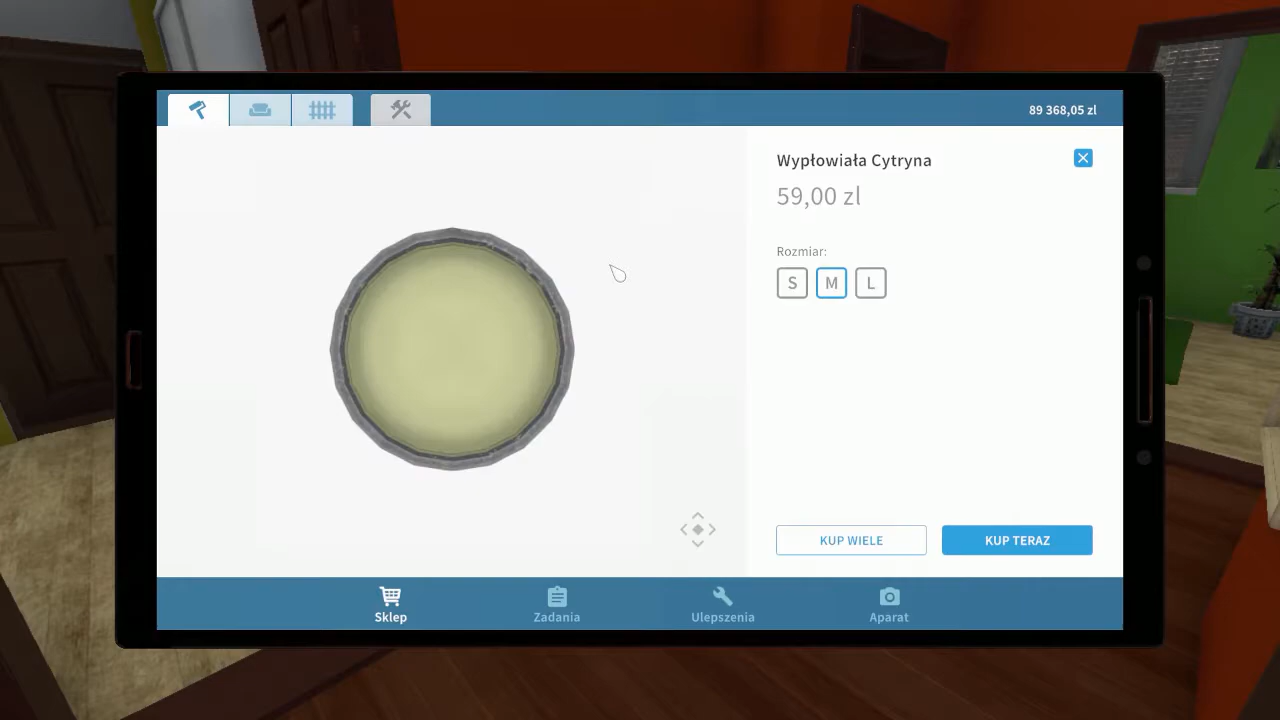 89 368,05 zl
Wypłowiała Cytryna
59,00 zl
Rozmiar:
S M L
KUP WIELE KUP TERAZ
Sklep Zadania Ulepszenia Aparat